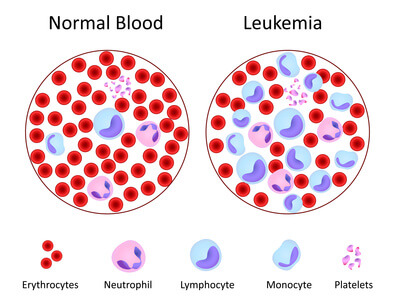 Normal Blood Leukemia
Erythrocytes Neutrophil Lymphocyte Monocyte Platelets